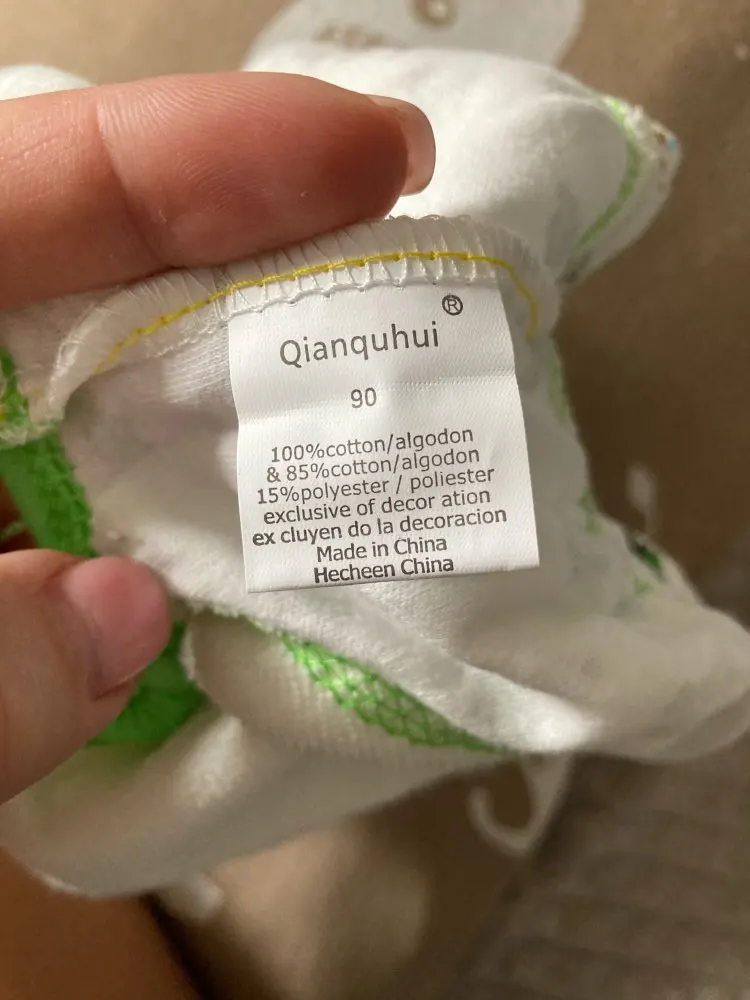 Qianquhui ®
90
100%cotton/algodon
& 85%cotton/algodon
15%polyester / poliester
exclusive of decor ation
ex cluyen do la decoracion
Made in China
Hecheen China